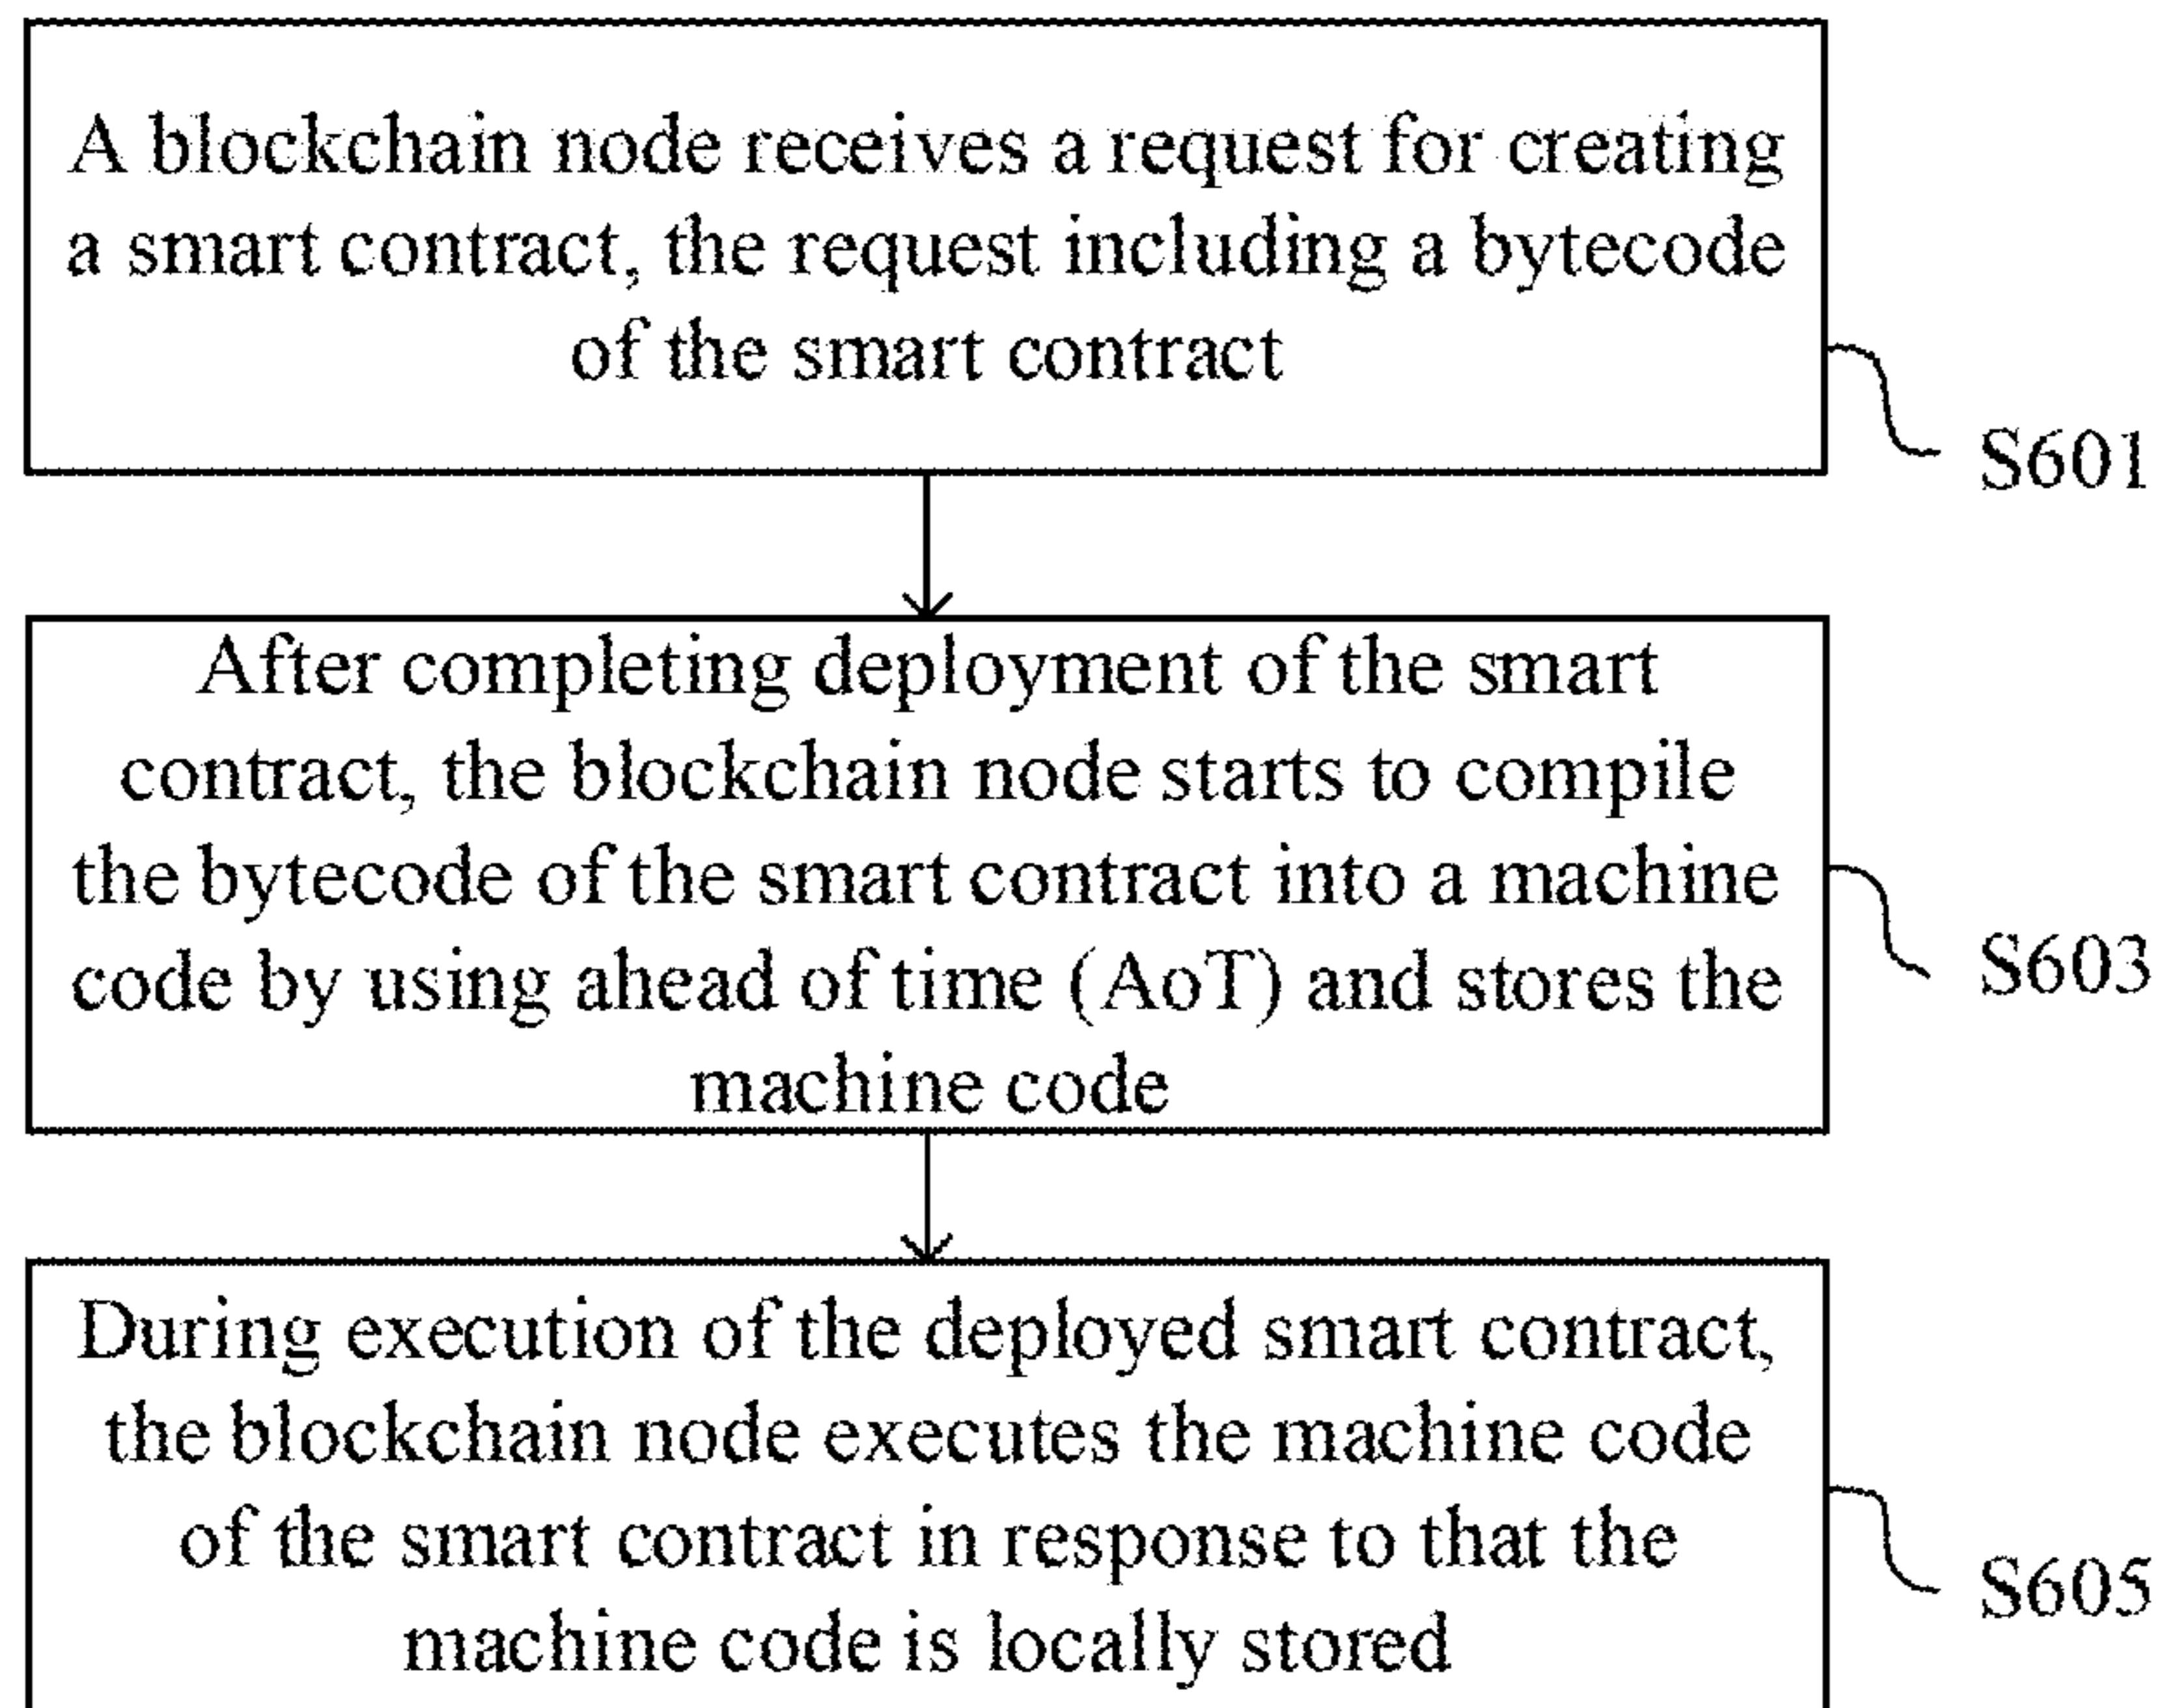 A blockchain node receives a request for creating
a smart contract, the request including a bytecode
of the smart contract
S601
After completing deployment of the smart
contract, the blockchain node starts to compile
the bytecode of the smart contract into a machine
code by using ahead of time (AoT) and stores the
machine code
S603
During execution of the deployed smart contract,
the blockchain node executes the machine code
of the smart contract in response to that the
machine code is locally stored
S605